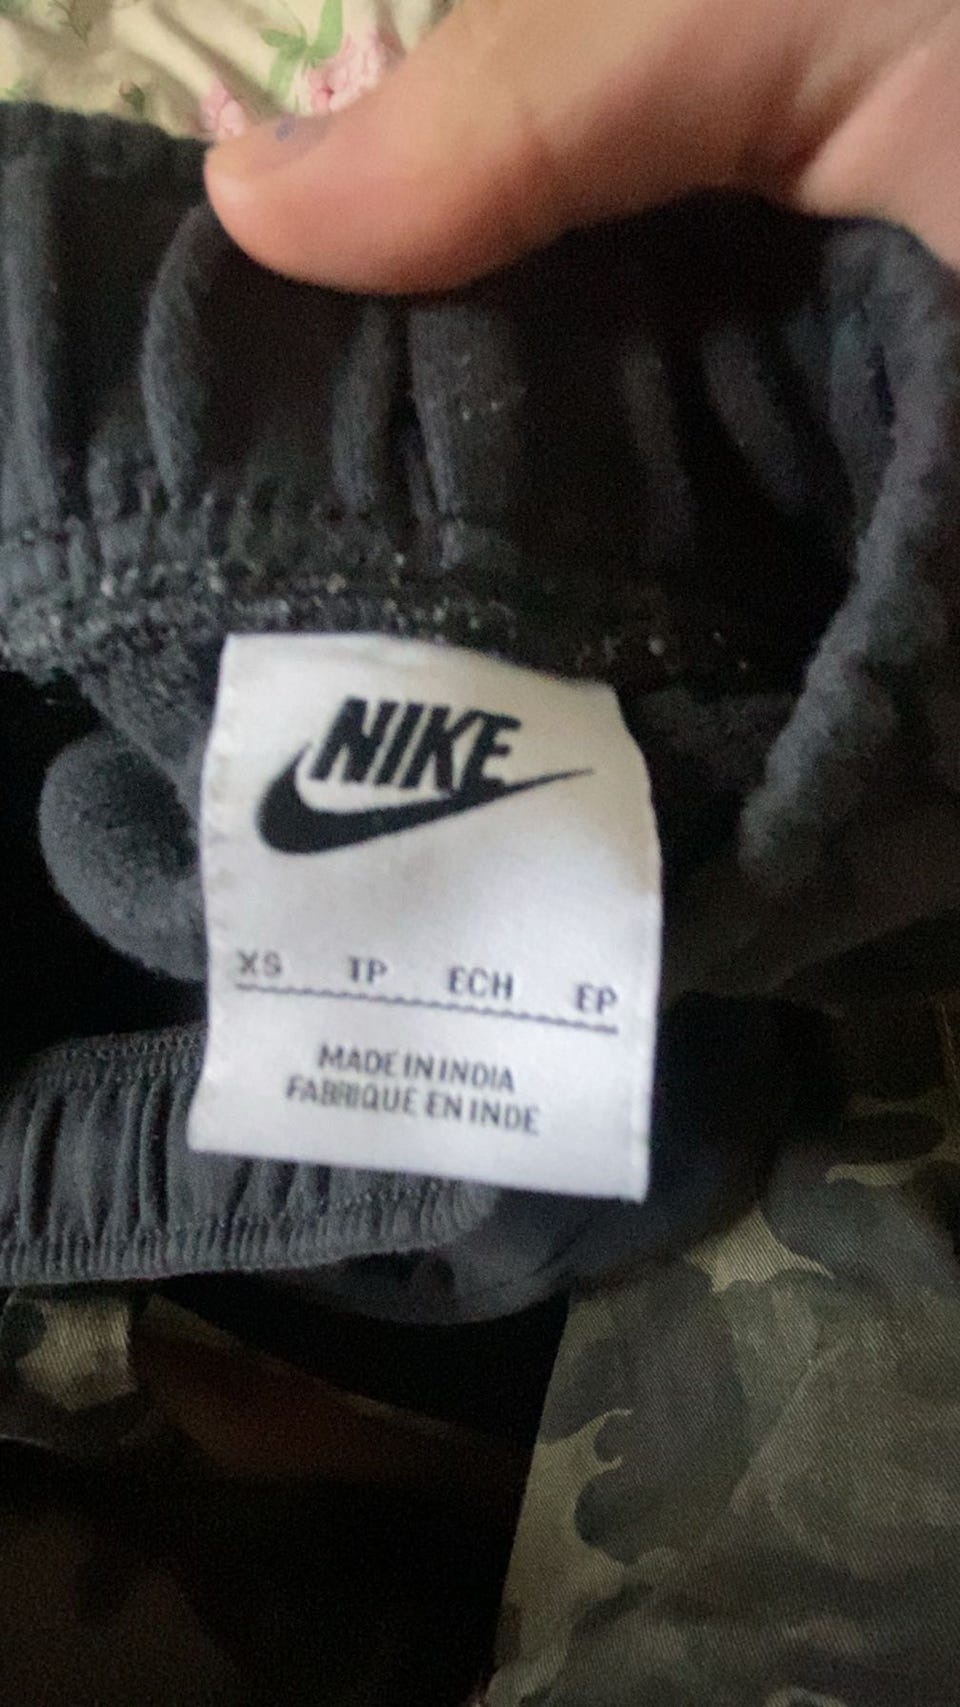 NIKE
XS TP ECH EP
MADE IN INDIA
FABRIQUE EN INDE